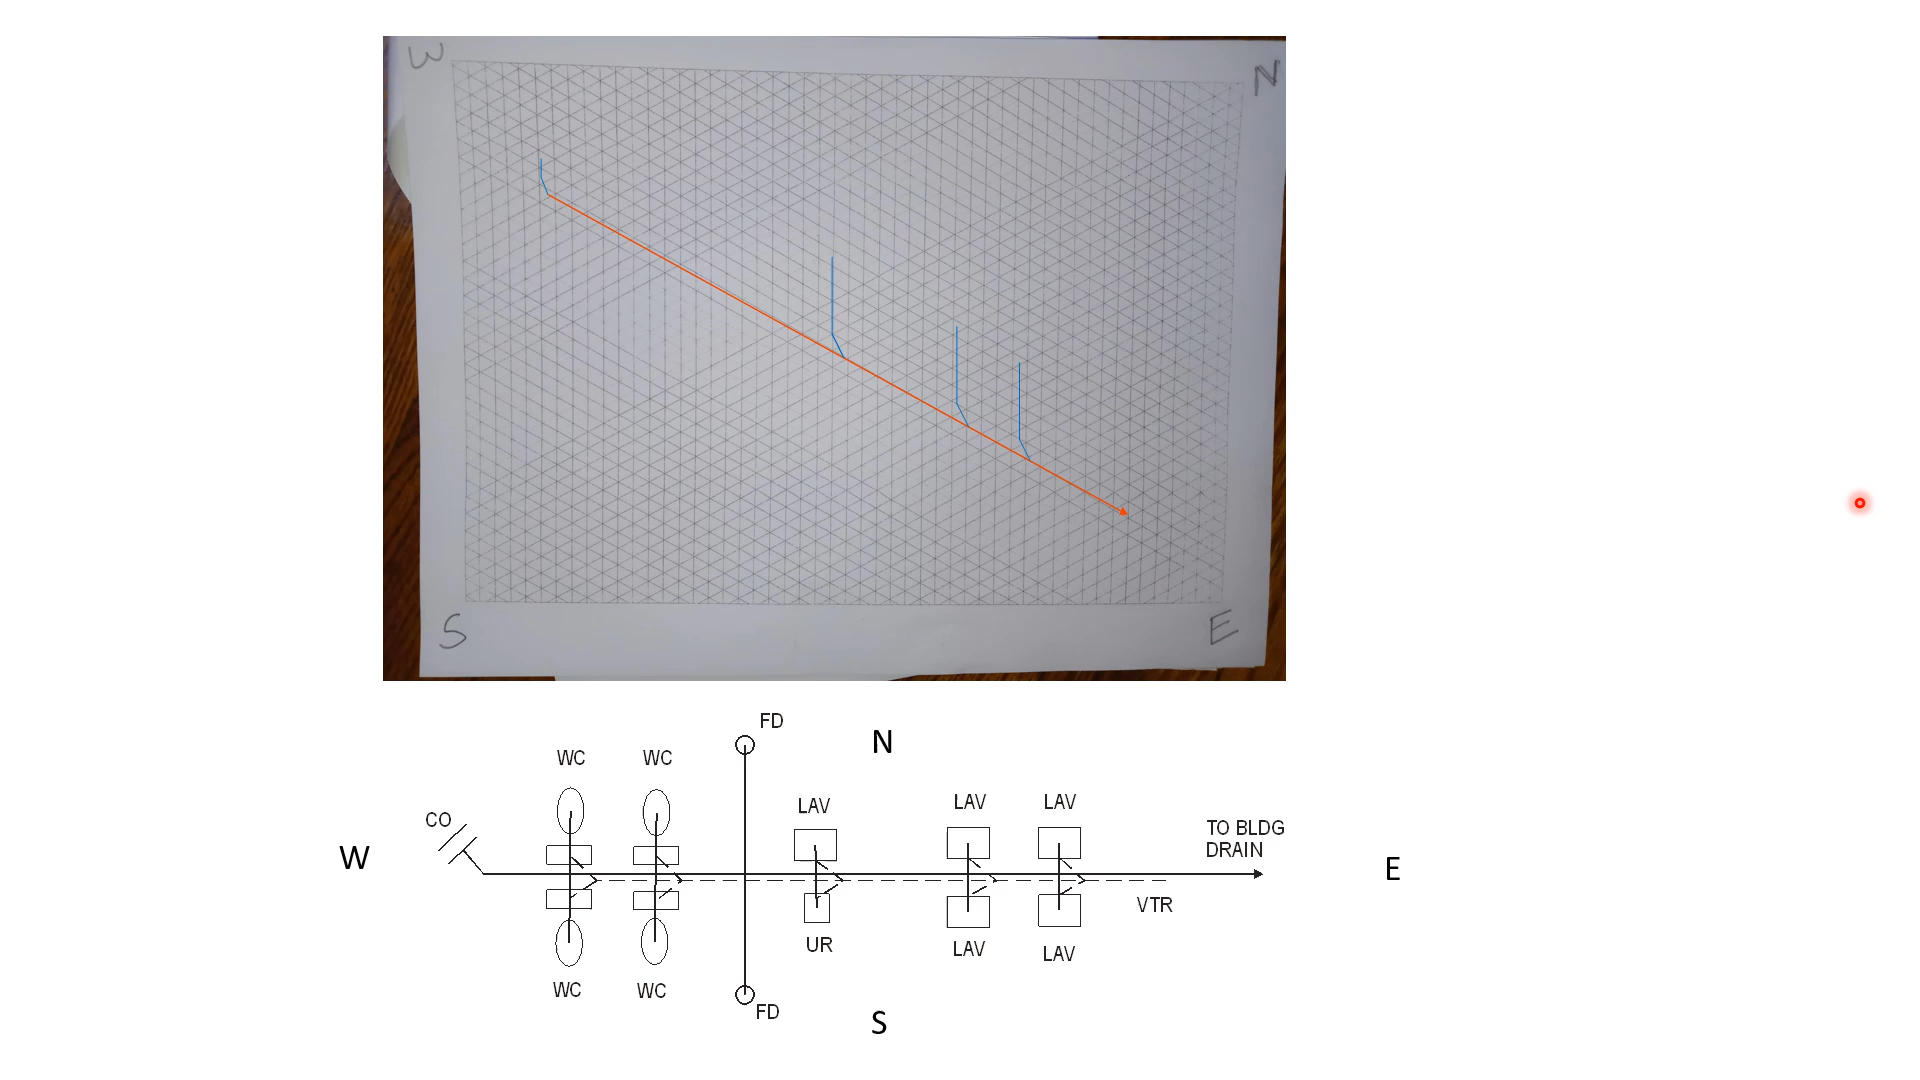 W
N
S
E
FD
N
WC WC
LAV LAV LAV
CO
TO BLDG
DRAIN
W
E
VTR
UR
LAV LAV
WC WC
FD
S